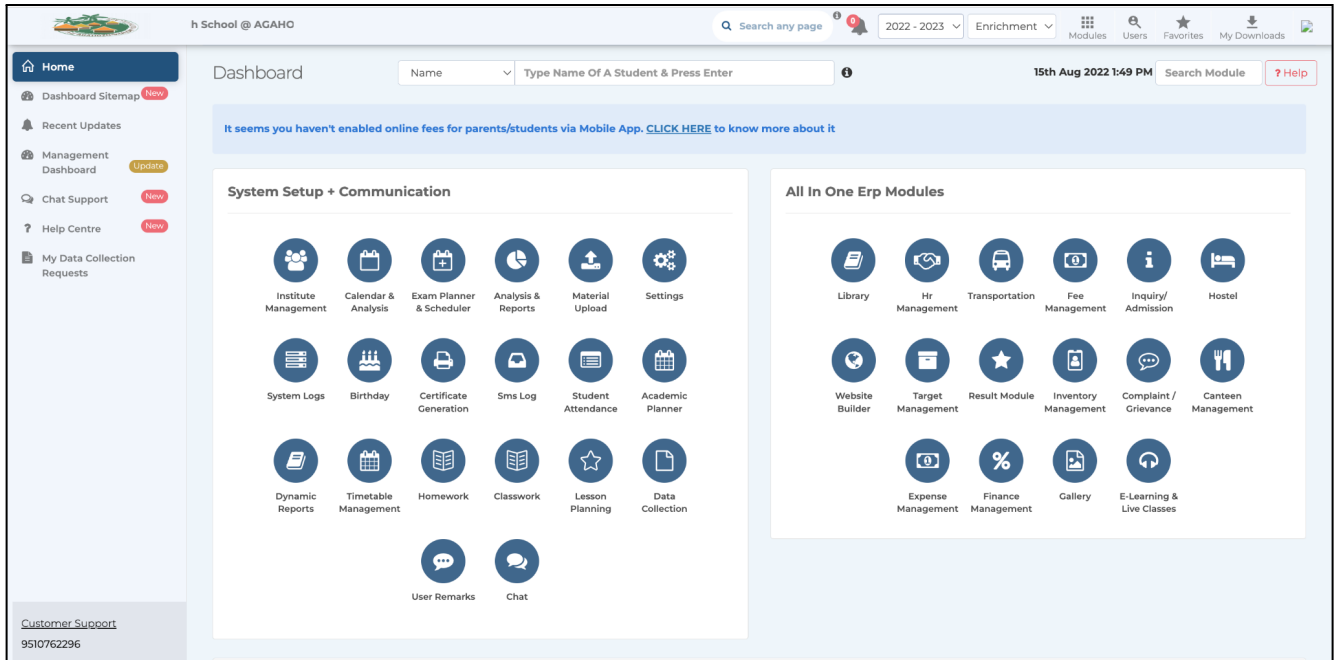 h School @ AGAHO
Search any page
0
2022 - 2023
Enrichment
Modules
Users
Favorites
My Downloads
Home
Dashboard Sitemap New
Recent Updates
Management
Dashboard
Update
Chat Support New
? Help Centre New
My Data Collection
Requests
Customer Support
9510762296
Dashboard
Name
Type Name Of A Student & Press Enter
15th Aug 2022 1:49 PM
Search Module
? Help
It seems you haven't enabled online fees for parents/students via Mobile App. CLICK HERE to know more about it
System Setup + Communication
Institute
Management
Calendar &
Analysis
Exam Planner
& Scheduler
Analysis &
Reports
Material
Upload
Settings
System Logs
Birthday
Certificate
Generation
Sms Log
Student
Attendance
Academic
Planner
Dynamic
Reports
Timetable
Management
Homework
Classwork
Lesson
Planning
Data
Collection
User Remarks
Chat
All In One Erp Modules
Library
Hr
Management
Transportation
Fee
Management
Inquiry/
Admission
Hostel
Website
Builder
Target
Management
Result Module
Inventory
Management
Complaint /
Grievance
Canteen
Management
Expense
Management
Finance
Management
Gallery
E-Learning &
Live Classes